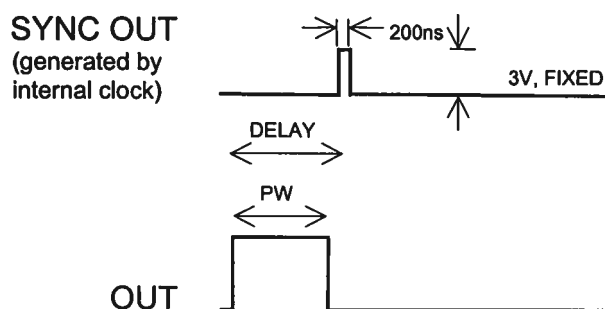 SYNC OUT
(generated by
internal clock)
200ns
3V, FIXED
DELAY
PW
OUT